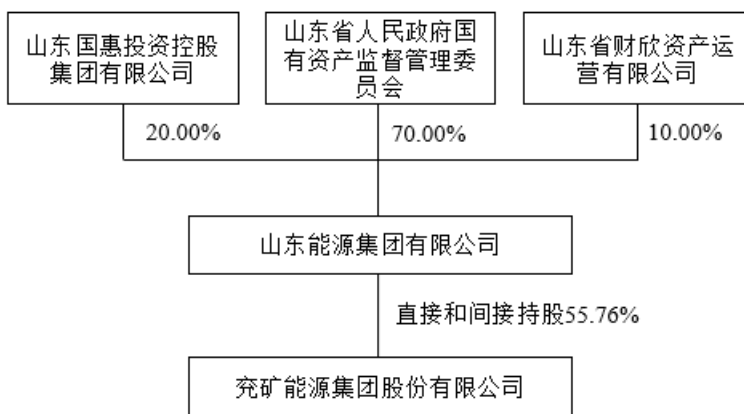 山东国惠投资控股
集团有限公司
山东省人民政府国
有资产监督管理委
员会
山东省财欣资产运
营有限公司
20.00%
70.00%
10.00%
山东能源集团有限公司
直接和间接持股55.76%
兖矿能源集团股份有限公司